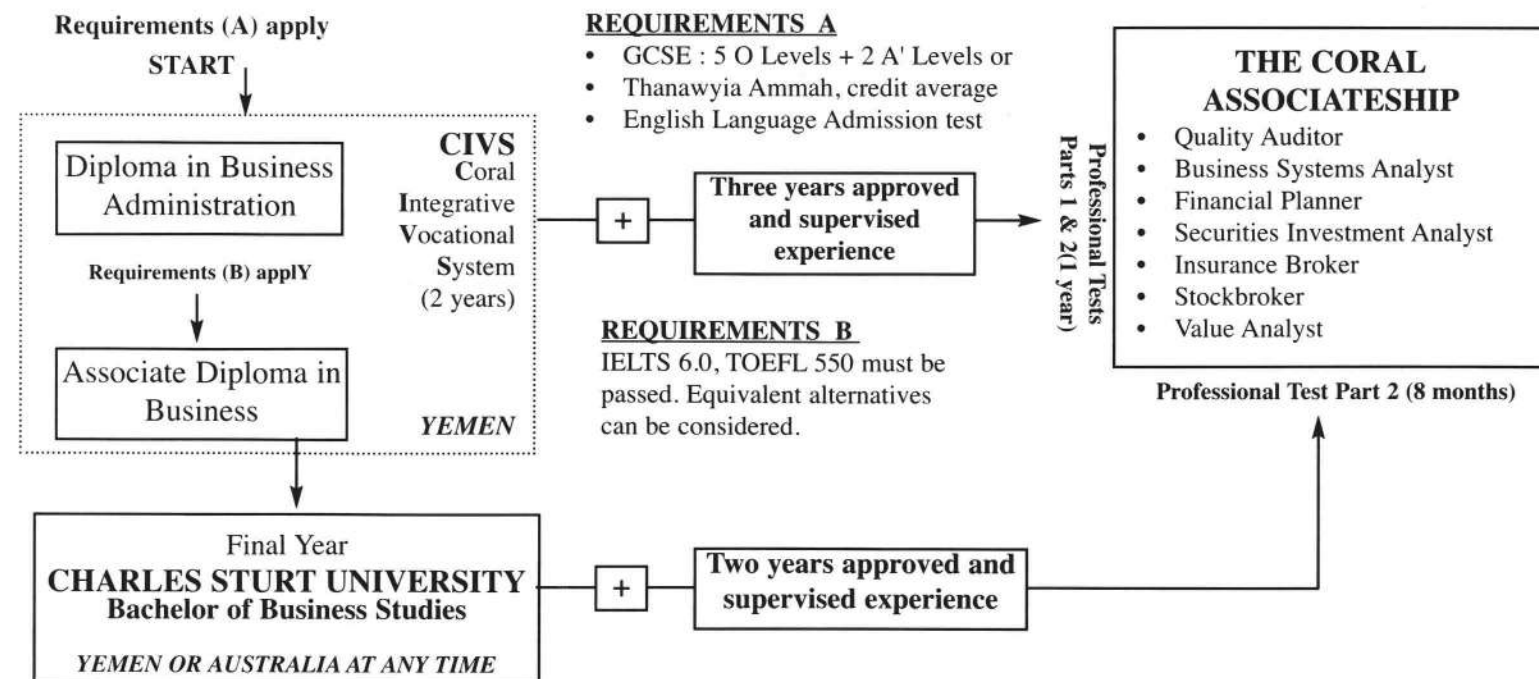 Requirements (A) apply
START
Diploma in Business
Administration
CIVS
Coral
Integrative
Vocational
System
(2 years)
Requirements (B) applY
Associate Diploma in
Business
YEMEN
Final Year
CHARLES STURT UNIVERSITY
Bachelor of Business Studies
YEMEN OR AUSTRALIA AT ANY TIME
REQUIREMENTS A
• GCSE : 5 O Levels + 2 A' Levels or
• Thanawyia Ammah, credit average
• English Language Admission test
+
Three years approved
and supervised
experience
REQUIREMENTS B
IELTS 6.0, TOEFL 550 must be
passed. Equivalent alternatives
can be considered.
+
Two years approved and
supervised experience
Professional Tests
Parts 1 & 2(1 year)
THE CORAL
ASSOCIATESHIP
• Quality Auditor
• Business Systems Analyst
• Financial Planner
• Securities Investment Analyst
• Insurance Broker
• Stockbroker
• Value Analyst
Professional Test Part 2 (8 months)